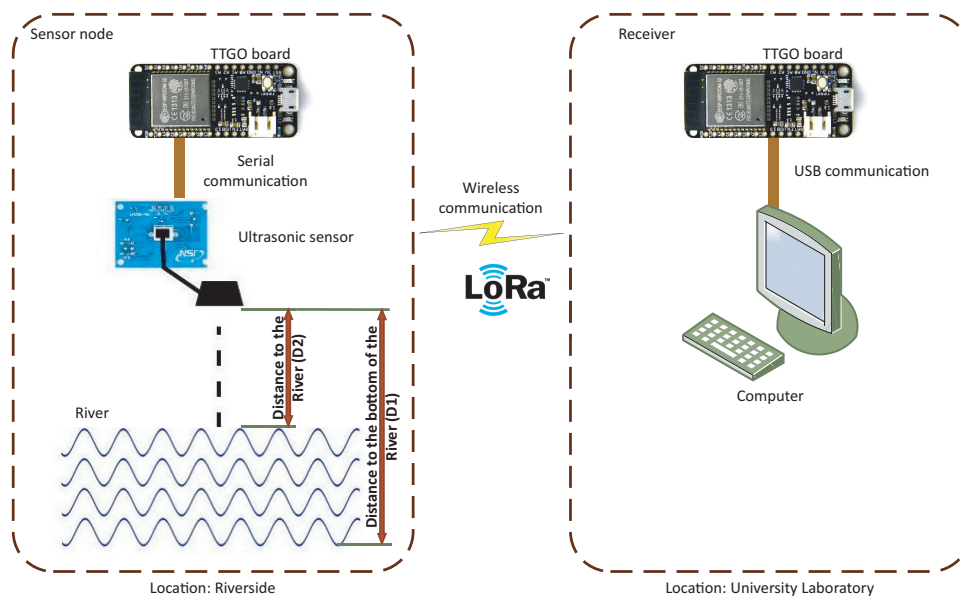 Sensor node
TTGO board
Serial
communication
Ultrasonic sensor
Distance to the
River (D2)
Distance to the bottom of the
River (D1)
River
Location: Riverside
Wireless
communication
LoRa™
Receiver
TTGO board
USB communication
Computer
Location: University Laboratory